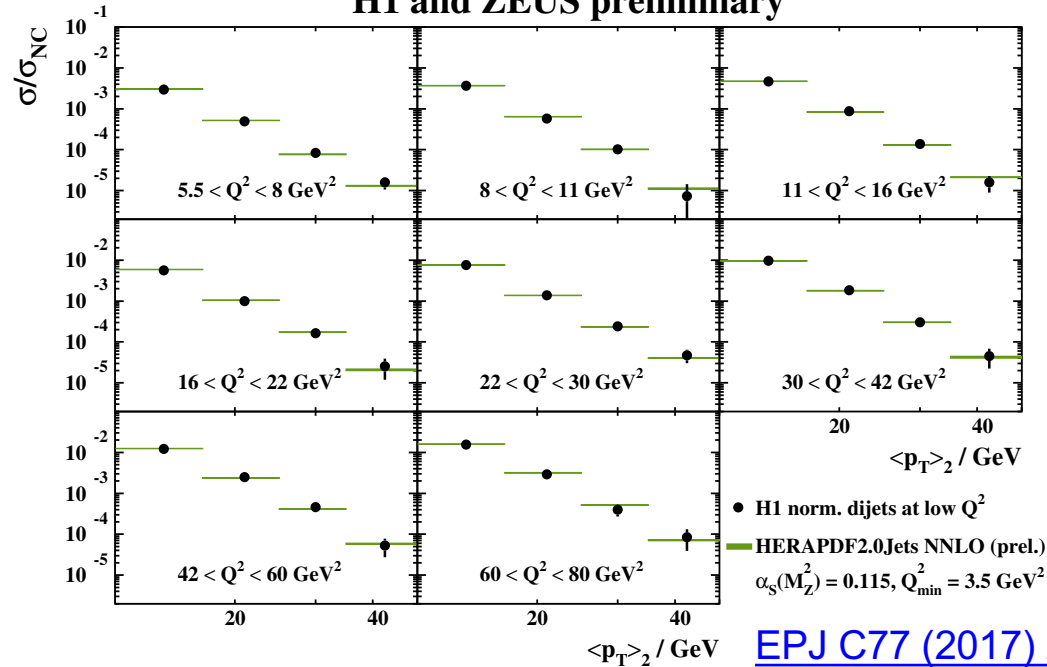 H1 and ZEUS preliminary
σ/σNC
10 -1
10 -2
10 -3
10 -4
10 -5
5.5 < Q² < 8 GeV²
8 < Q² < 11 GeV²
11 < Q² < 16 GeV²
10 -2
10 -3
10 -4
10 -5
16 < Q² < 22 GeV²
22 < Q² < 30 GeV²
30 < Q² < 42 GeV²
10 -2
10 -3
10 -4
10 -5
42 < Q² < 60 GeV²
60 < Q² < 80 GeV²
20 40
<pT>2 / GeV
H1 norm. dijets at low Q²
HERAPDF2.0Jets NNLO (prel.)
αS(M²Z) = 0.115, Q²min = 3.5 GeV²
20 40 20 40
<pT>2 / GeV
EPJ C77 (2017)